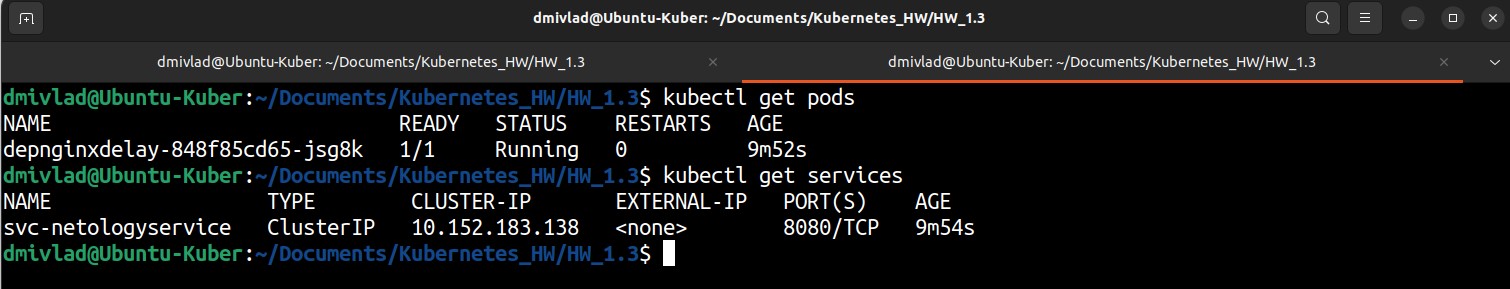 dmivlad@Ubuntu-Kuber: ~/Documents/Kubernetes_HW/HW_1.3
dmivlad@Ubuntu-Kuber: ~/Documents/Kubernetes_HW/HW_1.3 dmivlad@Ubuntu-Kuber: ~/Documents/Kubernetes_HW/HW_1.3
dmivlad@Ubuntu-Kuber:~/Documents/Kubernetes_HW/HW_1.3$ kubectl get pods
NAME READY STATUS RESTARTS AGE
depnginxdelay-848f85cd65-jsg8k 1/1 Running 0 9m52s
dmivlad@Ubuntu-Kuber:~/Documents/Kubernetes_HW/HW_1.3$ kubectl get services
NAME TYPE CLUSTER-IP EXTERNAL-IP PORT(S) AGE
svc-netologyservice ClusterIP 10.152.183.138 <none> 8080/TCP 9m54s
dmivlad@Ubuntu-Kuber:~/Documents/Kubernetes_HW/HW_1.3$